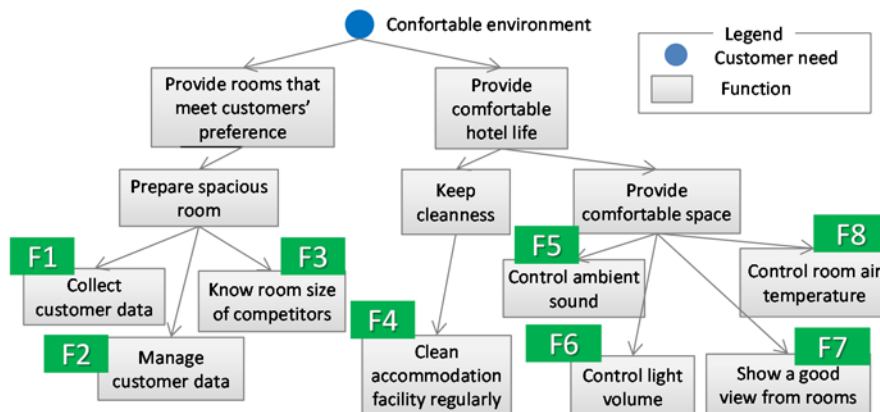 Confortable environment
Legend
Customer need
Function
Provide rooms that
meet customers'
preference
Provide
comfortable
hotel life
Prepare spacious
room
Keep
cleanness
Provide
comfortable space
F1
Collect
customer data
F2
Manage
customer data
F3
Know room size
of competitors
F4
Clean
accommodation
facility regularly
F5
Control ambient
sound
F6
Control light
volume
F7
Show a good
view from rooms
F8
Control room air
temperature